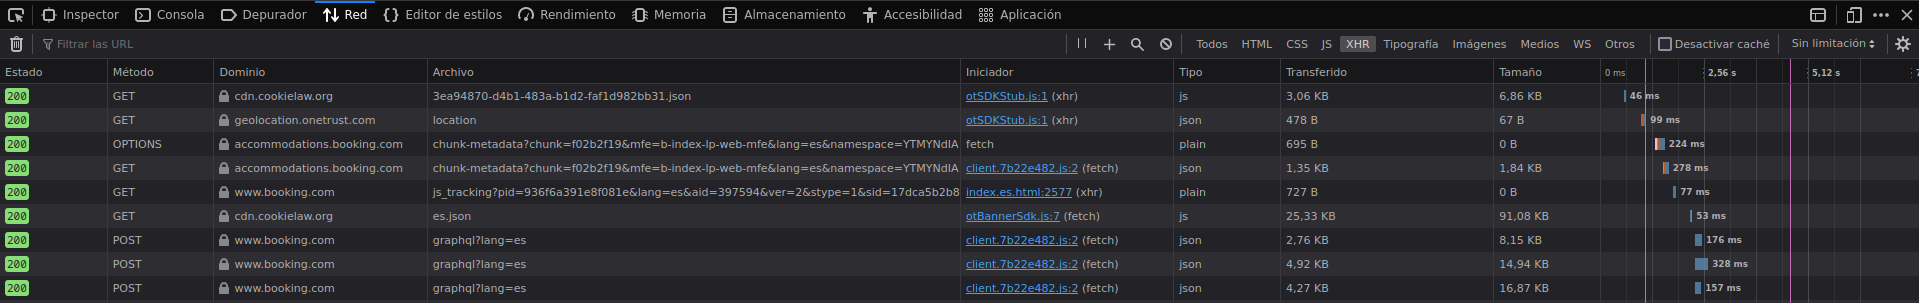 Inspector Consola Depurador Red Editor de estilos Rendimiento Memoria Almacenamiento Accesibilidad Aplicación
Filtrar las URL Todos HTML CSS JS XHR Tipografía Imágenes Medios WS Otros Desactivar caché Sin limitación
Estado Método Dominio Archivo Iniciador Tipo Transferido Tamaño 0 ms 2,56 s 5,12 s
200 GET cdn.cookielaw.org 3ea94870-d4b1-483a-b1d2-faf1d982bb31.json otSDKStub.js:1 (xhr) js 3,06 KB 6,86 KB 46 ms
200 GET geolocation.onetrust.com location otSDKStub.js:1 (xhr) json 478 B 67 B 99 ms
200 OPTIONS accommodations.booking.com chunk-metadata?chunk=f02b2f19&mfe=b-index-lp-web-mfe&lang=es&namespace=YTMYNdIA fetch plain 695 B 0 B 224 ms
200 GET accommodations.booking.com chunk-metadata?chunk=f02b2f19&mfe=b-index-lp-web-mfe&lang=es&namespace=YTMYNdIA client.7b22e482.js:2 (fetch) json 1,35 KB 1,84 KB 278 ms
200 GET www.booking.com js_tracking?pid=936f6a391e8f081e&lang=es&aid=397594&ver=2&stype=1&sid=17dca5b2b8 index.es.html:2577 (xhr) plain 727 B 0 B 77 ms
200 GET cdn.cookielaw.org es.json otBannerSdk.js:7 (fetch) js 25,33 KB 91,08 KB 53 ms
200 POST www.booking.com graphql?lang=es client.7b22e482.js:2 (fetch) json 2,76 KB 8,15 KB 176 ms
200 POST www.booking.com graphql?lang=es client.7b22e482.js:2 (fetch) json 4,92 KB 14,94 KB 328 ms
200 POST www.booking.com graphql?lang=es client.7b22e482.js:2 (fetch) json 4,27 KB 16,87 KB 157 ms